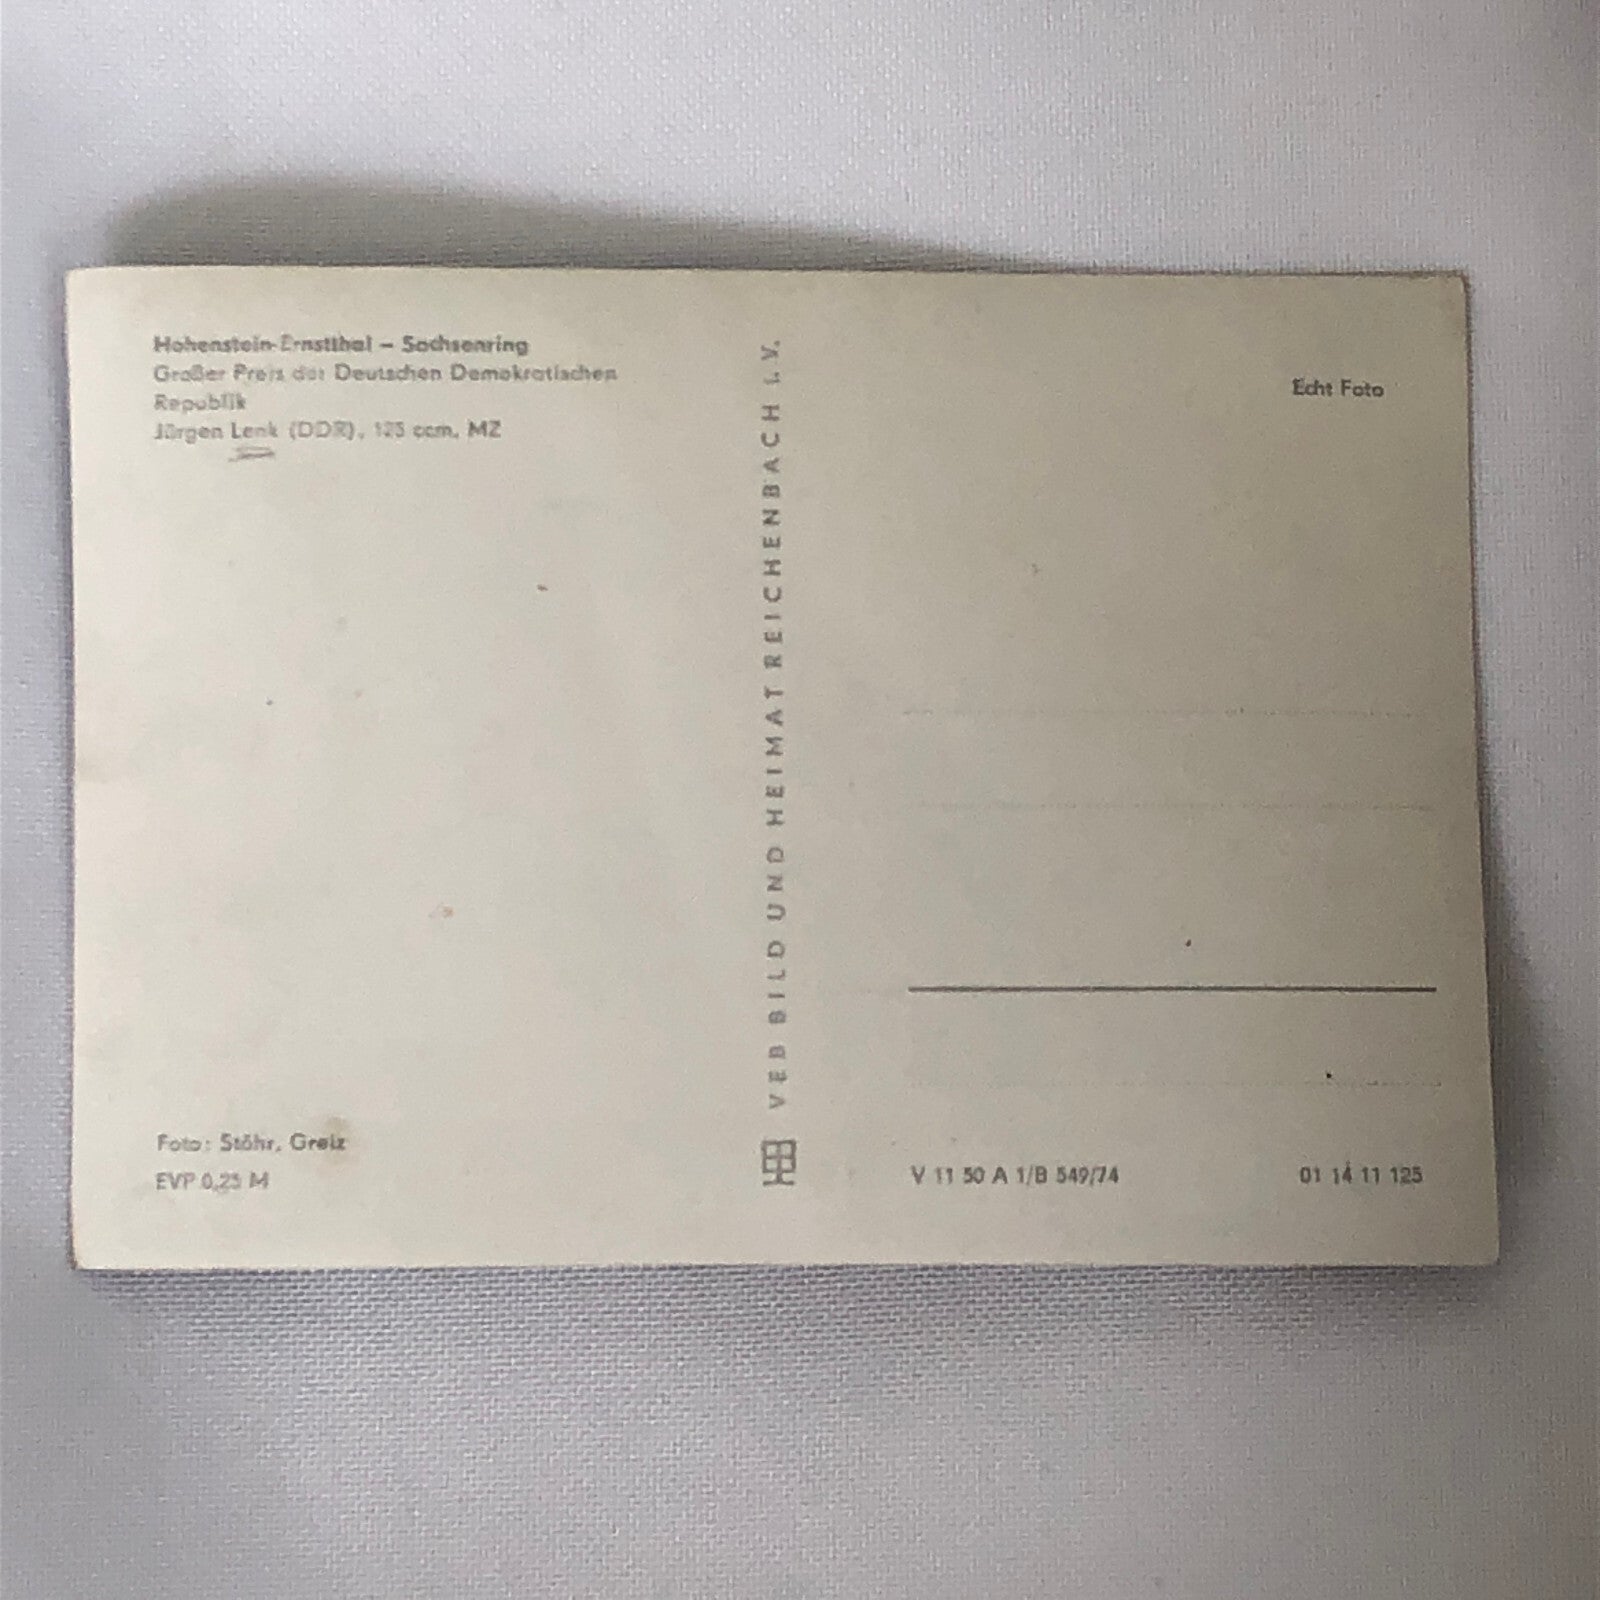 Hohenstein-Ernstthal – Sachsenring
Großer Preis der Deutschen Demokratischen
Republik
Jürgen Lenk (DDR), 125 ccm, MZ
Foto: Stöhr, Greiz
EVP 0,25 M
VEB BILD UND HEIMAT REICHENBACH I. V.
Echt Foto
V 11 50 A 1/B 549/74
01 14 11 125